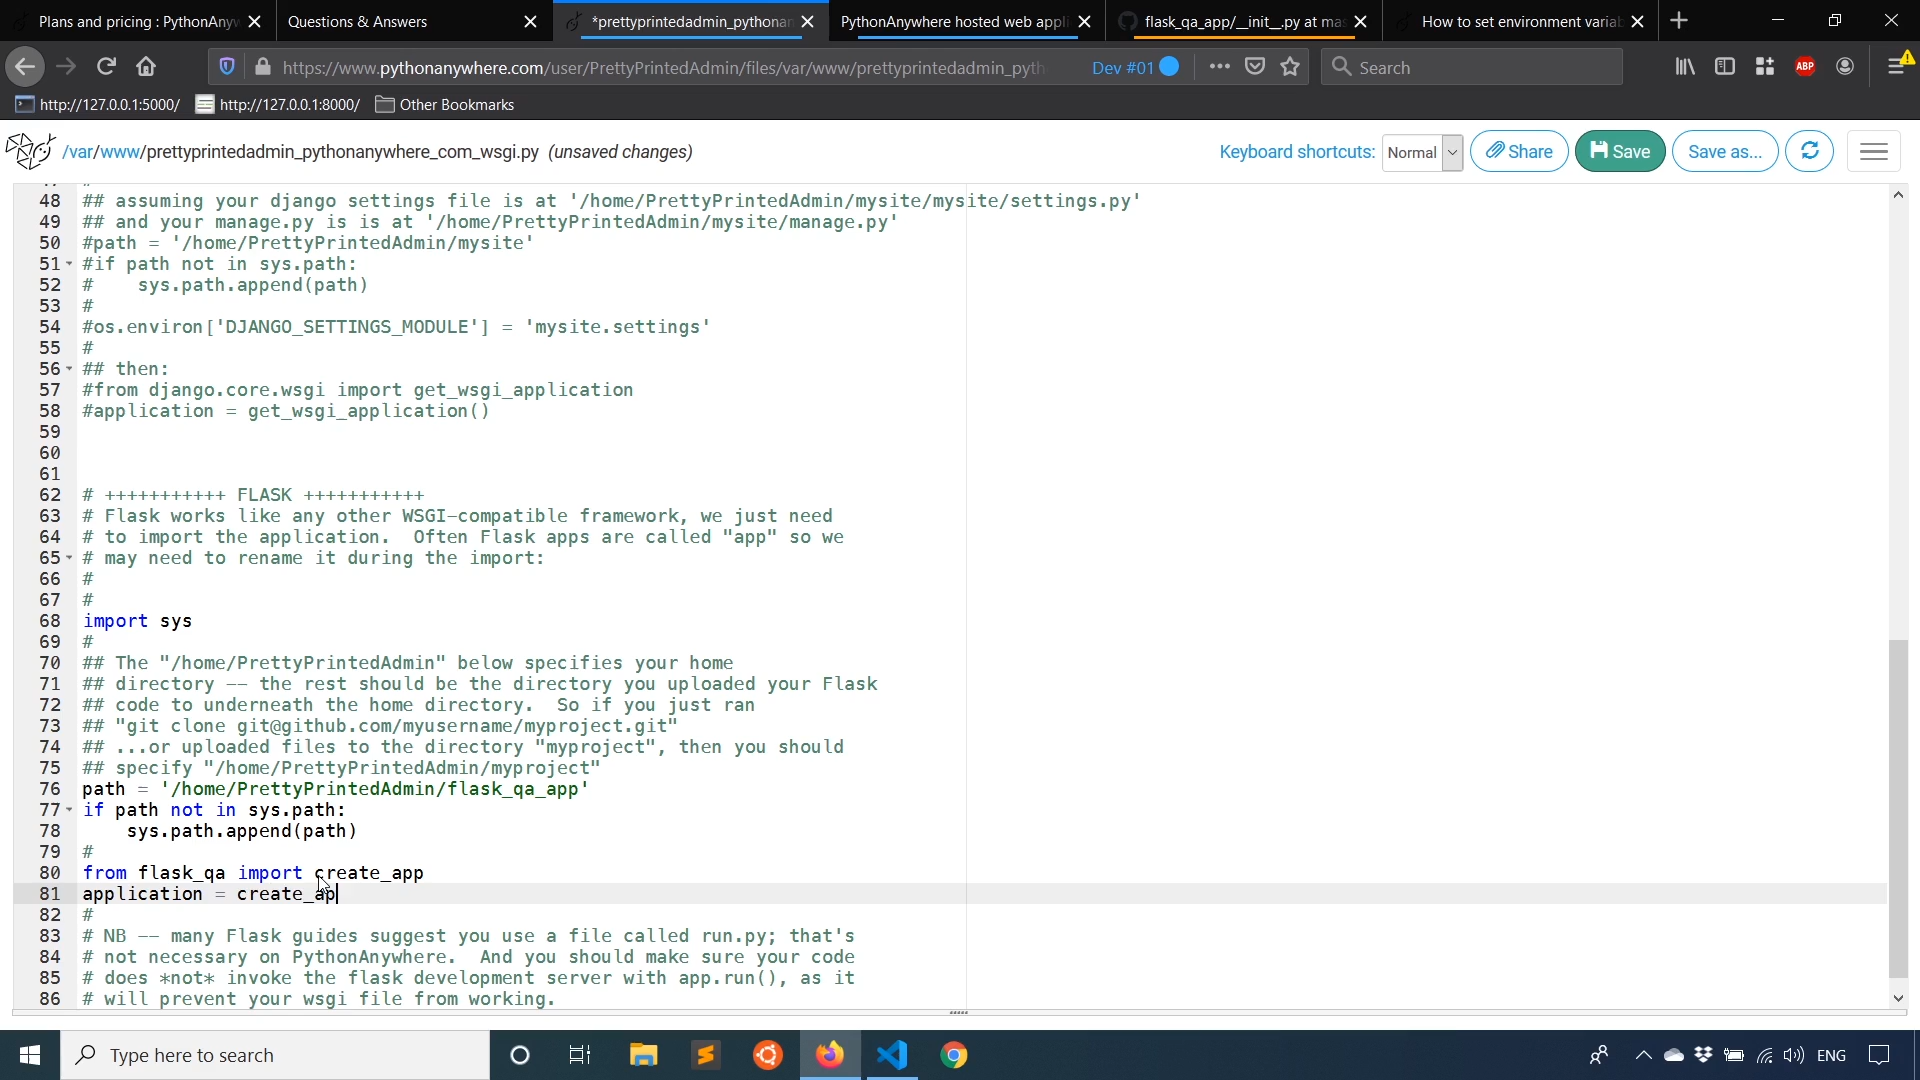 Plans and pricing : PythonAnyw
Questions & Answers
*prettyprintedadmin_pythonan
PythonAnywhere hosted web appli
flask_qa_app/__init__.py at mas
How to set environment variab
https://www.pythonanywhere.com/user/PrettyPrintedAdmin/files/var/www/prettyprintedadmin_pyth
Dev #01
Search
ABP
http://127.0.0.1:5000/
http://127.0.0.1:8000/
Other Bookmarks
/var/www/prettyprintedadmin_pythonanywhere_com_wsgi.py (unsaved changes)
Keyboard shortcuts:
Normal
Share
Save
Save as...
48 ## assuming your django settings file is at '/home/PrettyPrintedAdmin/mysite/mysite/settings.py'
49 ## and your manage.py is is at '/home/PrettyPrintedAdmin/mysite/manage.py'
50 #path = '/home/PrettyPrintedAdmin/mysite'
51 #if path not in sys.path:
52 #    sys.path.append(path)
53 #
54 #os.environ['DJANGO_SETTINGS_MODULE'] = 'mysite.settings'
55 #
56 ## then:
57 #from django.core.wsgi import get_wsgi_application
58 #application = get_wsgi_application()
59
60
61
62 # +++++++++++ FLASK +++++++++++
63 # Flask works like any other WSGI-compatible framework, we just need
64 # to import the application.  Often Flask apps are called "app" so we
65 # may need to rename it during the import:
66 #
67 #
68 import sys
69 #
70 ## The "/home/PrettyPrintedAdmin" below specifies your home
71 ## directory -- the rest should be the directory you uploaded your Flask
72 ## code to underneath the home directory.  So if you just ran
73 ## "git clone git@github.com/myusername/myproject.git"
74 ## ...or uploaded files to the directory "myproject", then you should
75 ## specify "/home/PrettyPrintedAdmin/myproject"
76 path = '/home/PrettyPrintedAdmin/flask_qa_app'
77 if path not in sys.path:
78     sys.path.append(path)
79 #
80 from flask_qa import create_app
81 application = create_ap
82 #
83 # NB -- many Flask guides suggest you use a file called run.py; that's
84 # not necessary on PythonAnywhere.  And you should make sure your code
85 # does *not* invoke the flask development server with app.run(), as it
86 # will prevent your wsgi file from working.
Type here to search
ENG